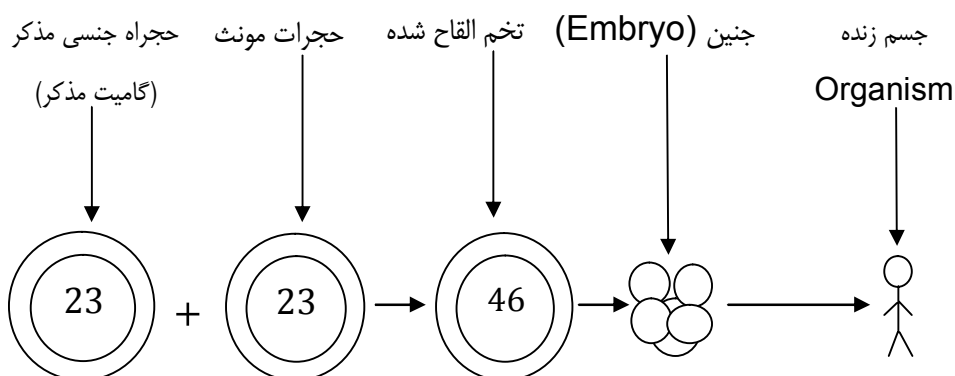 حجراه جنسی مذکر
(گامیت مذکر)
حجرات مونث
تخم القاح شده
جنین (Embryo)
جسم زنده
Organism
23 + 23 46